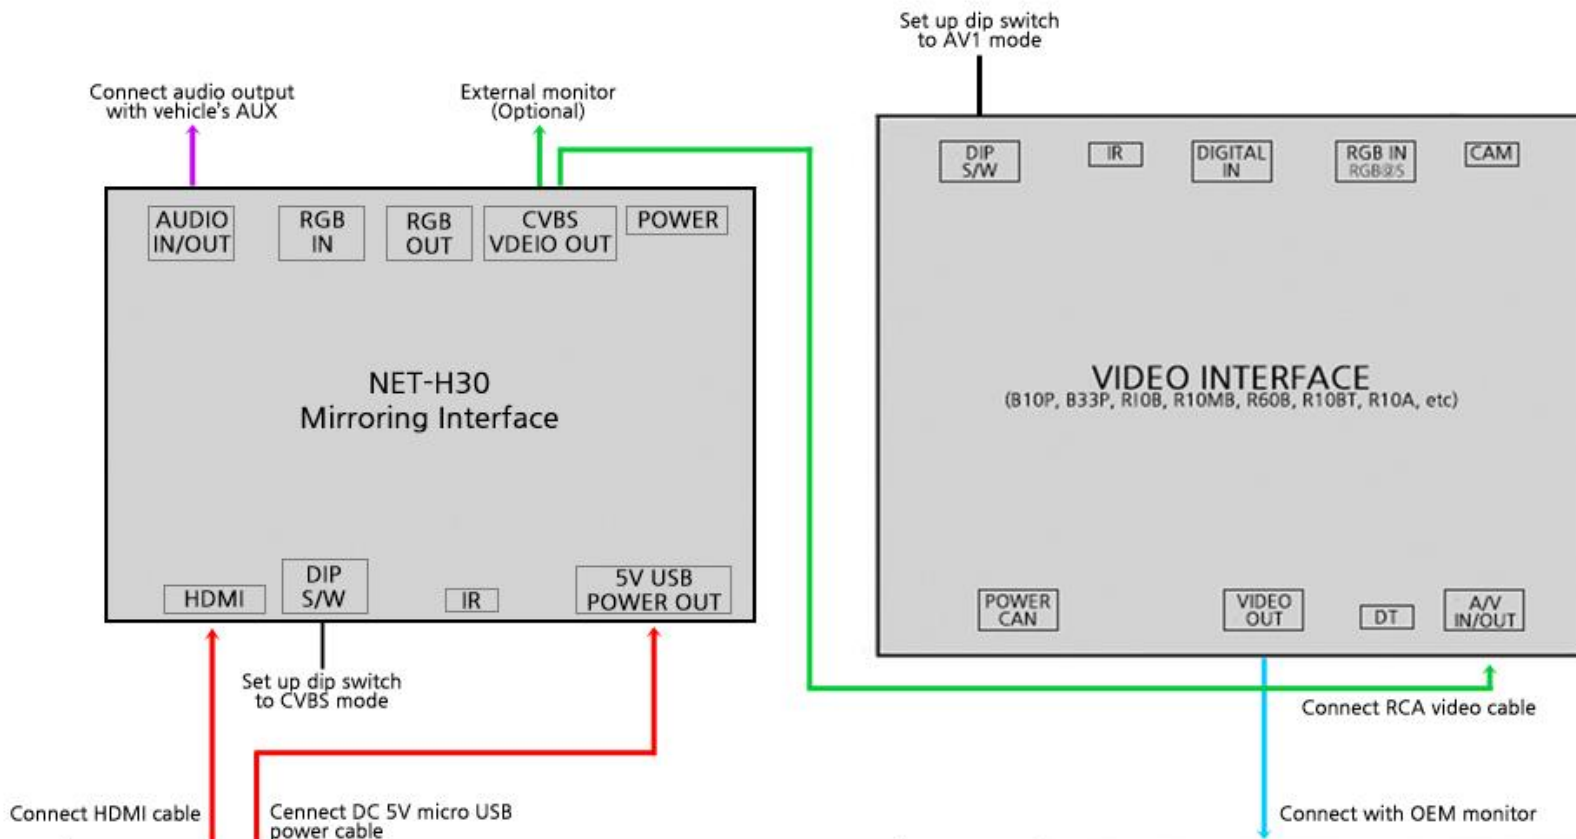 Set up dip switch
to AV1 mode
Connect audio output
with vehicle's AUX
External monitor
(Optional)
AUDIO
IN/OUT
RGB
IN
RGB
OUT
CVBS
VDEIO OUT
POWER
NET-H30
Mirroring Interface
HDMI
DIP
S/W
IR
5V USB
POWER OUT
Set up dip switch
to CVBS mode
Connect HDMI cable
Cennect DC 5V micro USB
power cable
DIP
S/W
IR
DIGITAL
IN
RGB IN
CAM
VIDEO INTERFACE
(B10P, B33P, RI0B, R10MB, R60B, R10BT, R10A, etc)
POWER
CAN
VIDEO
OUT
DT
A/V
IN/OUT
Connect RCA video cable
Connect with OEM monitor